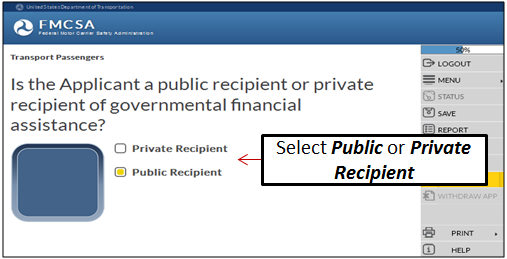 United States Department of Transportation
FMCSA
Federal Motor Carrier Safety Administration
Transport Passengers
50%
Is the Applicant a public recipient or private
recipient of governmental financial
assistance?
Private Recipient
Public Recipient
Select Public or Private
Recipient
LOGOUT
MENU
STATUS
SAVE
REPORT
WITHDRAW APP
PRINT
HELP